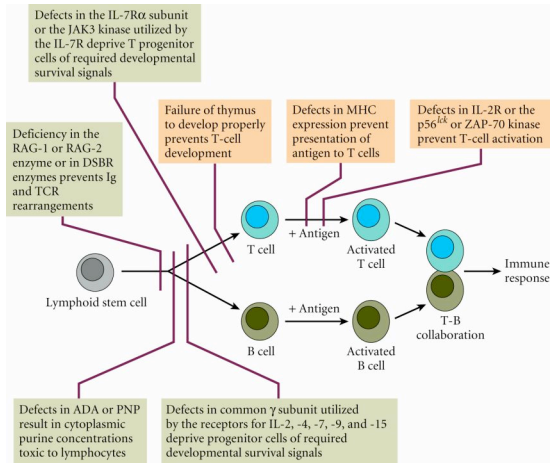 Defects in the IL-7Rα subunit
or the JAK3 kinase utilized by
the IL-7R deprive T progenitor
cells of required developmental
survival signals
Deficiency in the
RAG-1 or RAG-2
enzyme or in DSBR
enzymes prevents Ig
and TCR
rearrangements
Failure of thymus
to develop properly
prevents T-cell
development
Defects in MHC
expression prevent
presentation of
antigen to T cells
Defects in IL-2R or the
p56lck or ZAP-70 kinase
prevent T-cell activation
T cell
+ Antigen
Activated
T cell
Lymphoid stem cell
B cell
+ Antigen
Activated
B cell
T-B
collaboration
Immune
response
Defects in ADA or PNP
result in cytoplasmic
purine concentrations
toxic to lymphocytes
Defects in common γ subunit utilized
by the receptors for IL-2, -4, -7, -9, and -15
deprive progenitor cells of required
developmental survival signals